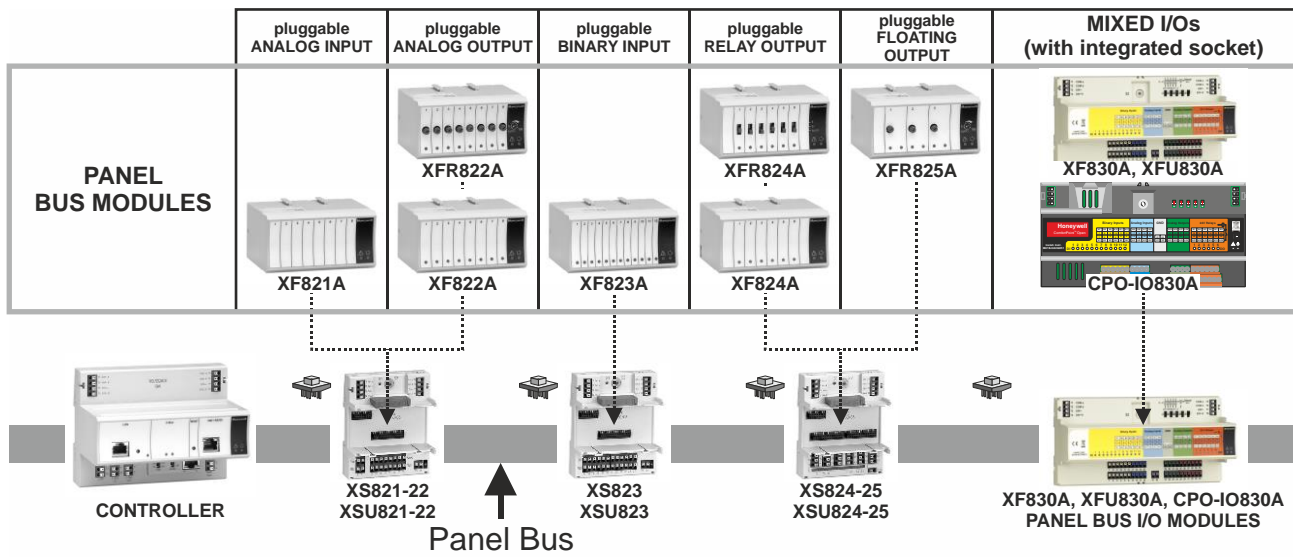 pluggable
ANALOG INPUT
pluggable
ANALOG OUTPUT
pluggable
BINARY INPUT
pluggable
RELAY OUTPUT
pluggable
FLOATING
OUTPUT
MIXED I/Os
(with integrated socket)
PANEL
BUS MODULES
XFR822A
XFR824A
XFR825A
XF830A, XFU830A
Honeywell
XF821A
XF822A
XF823A
XF824A
CPO-IO830A
CONTROLLER
XS821-22
XSU821-22
XS823
XSU823
XS824-25
XSU824-25
XF830A, XFU830A, CPO-IO830A
PANEL BUS I/O MODULES
Panel Bus